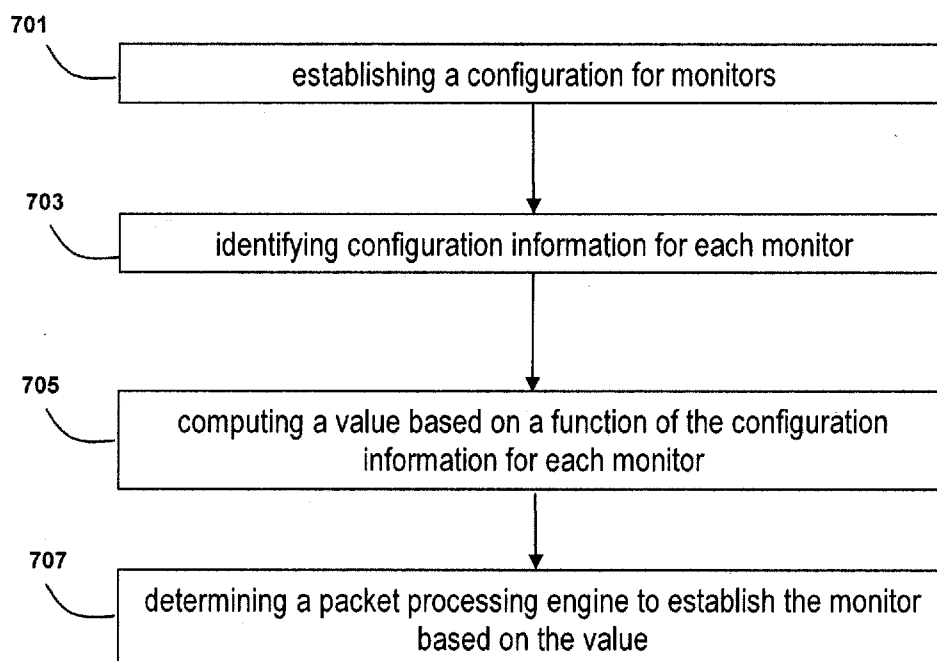 701
establishing a configuration for monitors
703
identifying configuration information for each monitor
705
computing a value based on a function of the configuration
information for each monitor
707
determining a packet processing engine to establish the monitor
based on the value